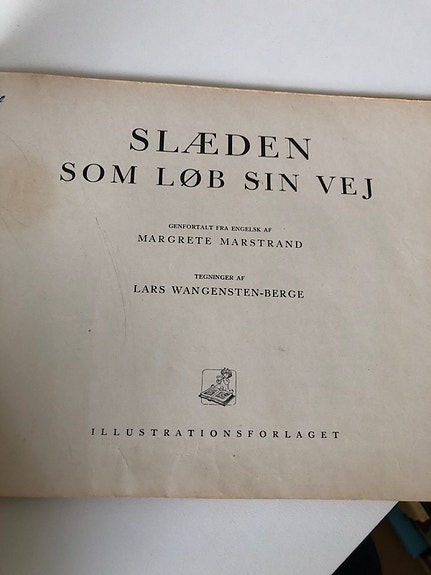 SLÆDEN
SOM LØB SIN VEJ
GENFORTALT FRA ENGELSK AF
MARGRETE MARSTRAND
TEGNINGER AF
LARS WANGENSTEN-BERGE
ILLUSTRATIONSFORLAGET